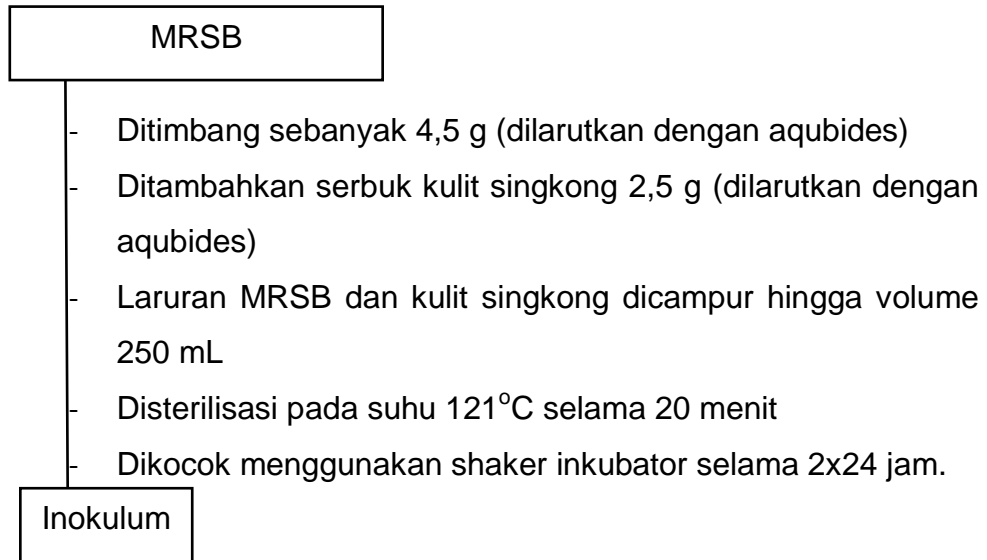 MRSB
- Ditimbang sebanyak 4,5 g (dilarutkan dengan aqubides)
- Ditambahkan serbuk kulit singkong 2,5 g (dilarutkan dengan
aqubides)
- Laruran MRSB dan kulit singkong dicampur hingga volume
250 mL
- Disterilisasi pada suhu 121°C selama 20 menit
- Dikocok menggunakan shaker inkubator selama 2x24 jam.
Inokulum